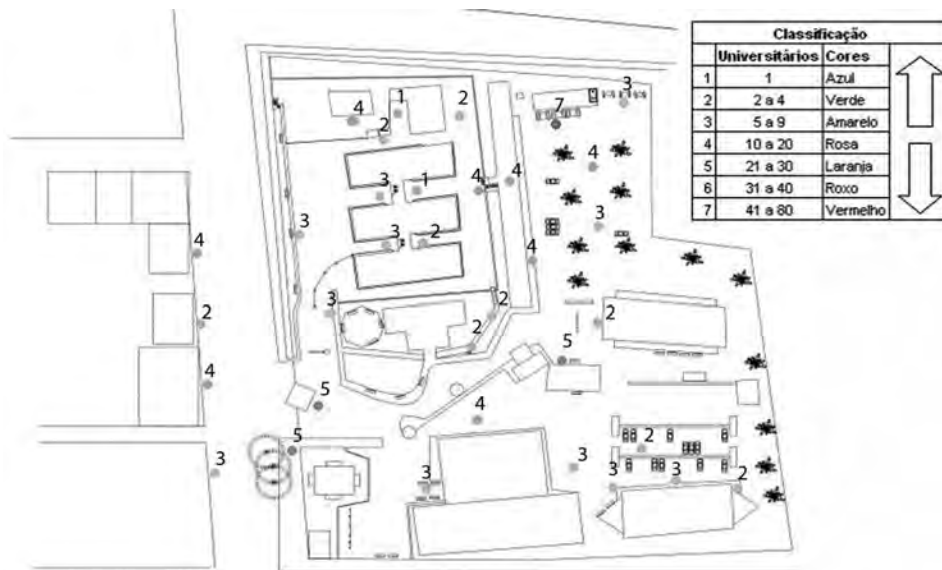 Classificação
Universitários Cores
1 1 Azul
2 2 a 4 Verde
3 5 a 9 Amarelo
4 10 a 20 Rosa
5 21 a 30 Laranja
6 31 a 40 Roxo
7 41 a 80 Vermelho
3
4 1 2 7
2
4
3 1 4 4
3 3
3 2
4 4
3 2 2
2
2
5
5
4
2
5
3 3 3 3 3 2